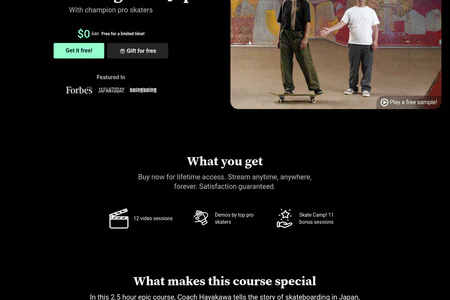 With champion pro skaters
$0 $40 Free for a limited time!
Get it free!
Gift for free
Featured In
Forbes JAPANTODAY boingboing
Play a free sample!
What you get
Buy now for lifetime access. Stream anytime, anywhere,
forever. Satisfaction guaranteed.
12 video sessions
Demos by top pro
skaters
Skate Camp! 11
bonus sessions
What makes this course special
In this 2.5 hour epic course, Coach Hayakawa tells the story of skateboarding in Japan,